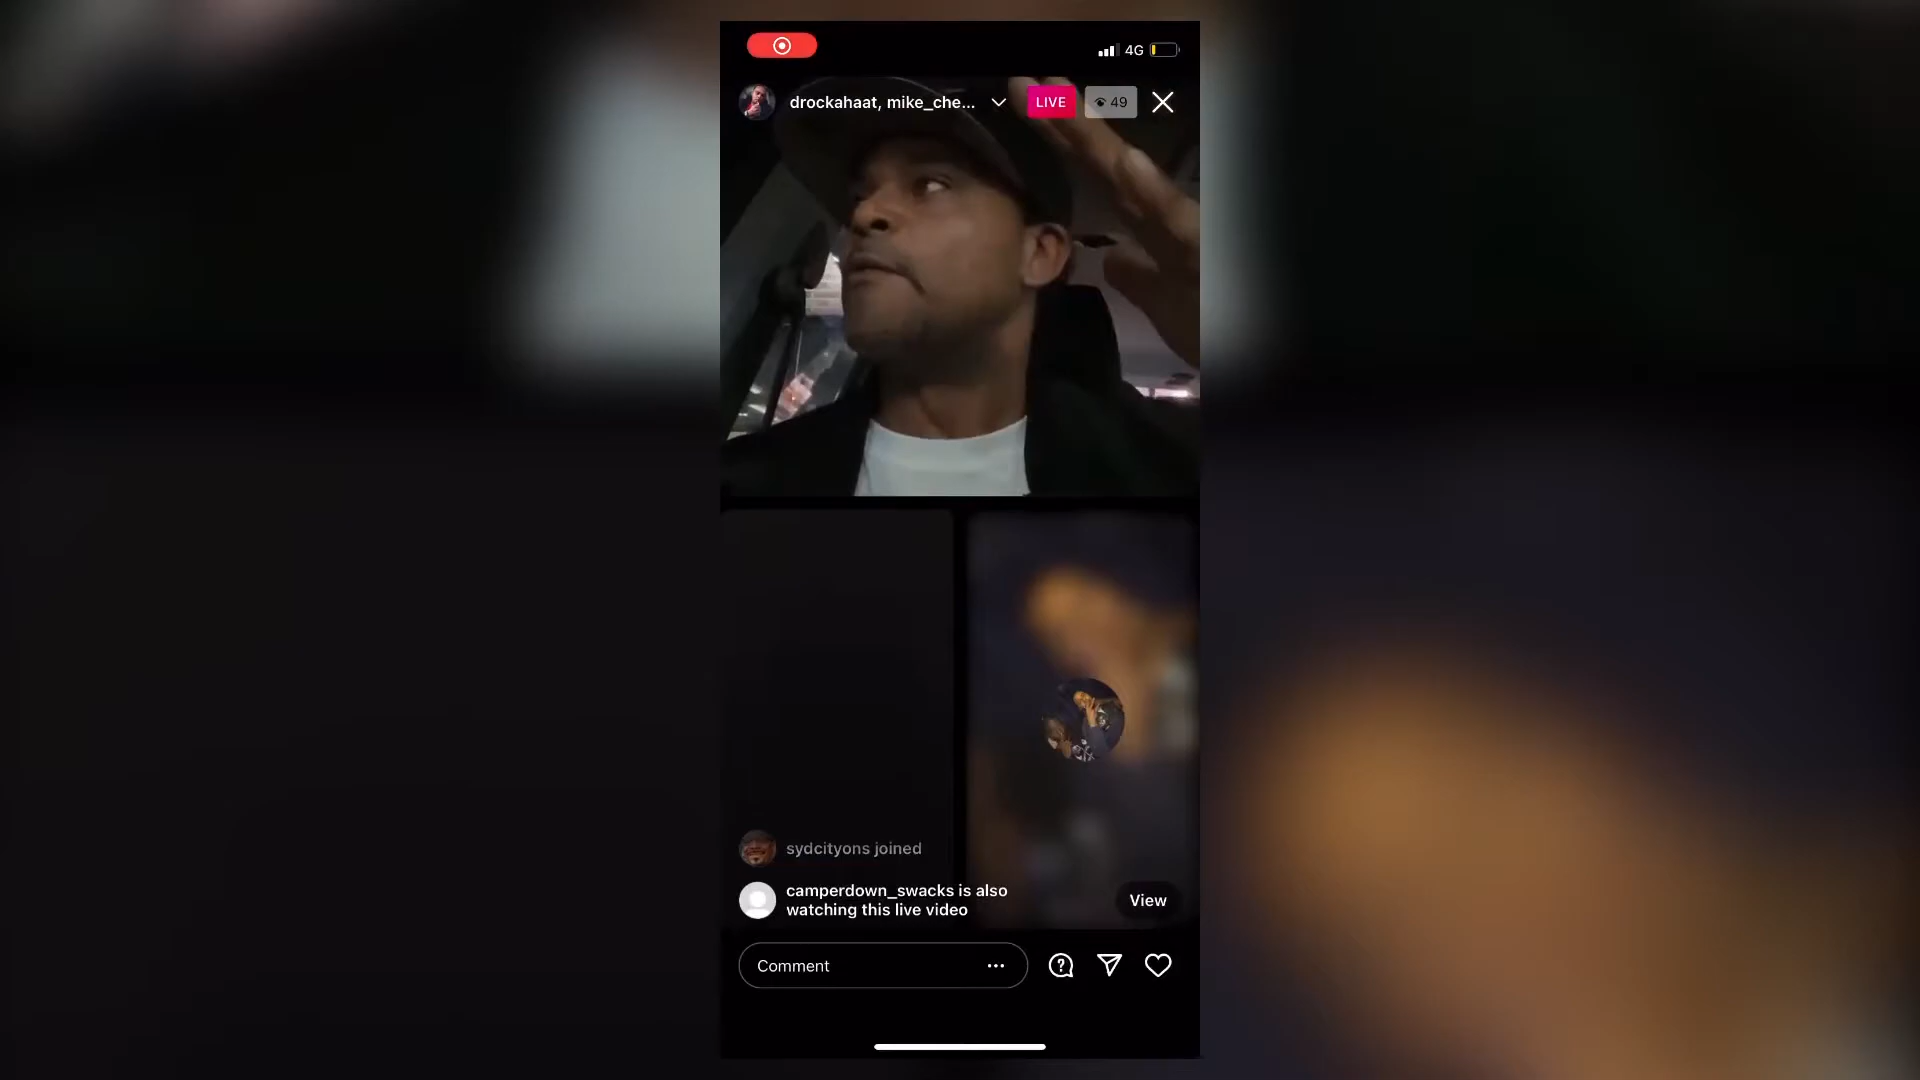 4G
drockahaat, mike_che...
LIVE
49
sydcityons joined
camperdown_swacks is also
watching this live video
View
Comment